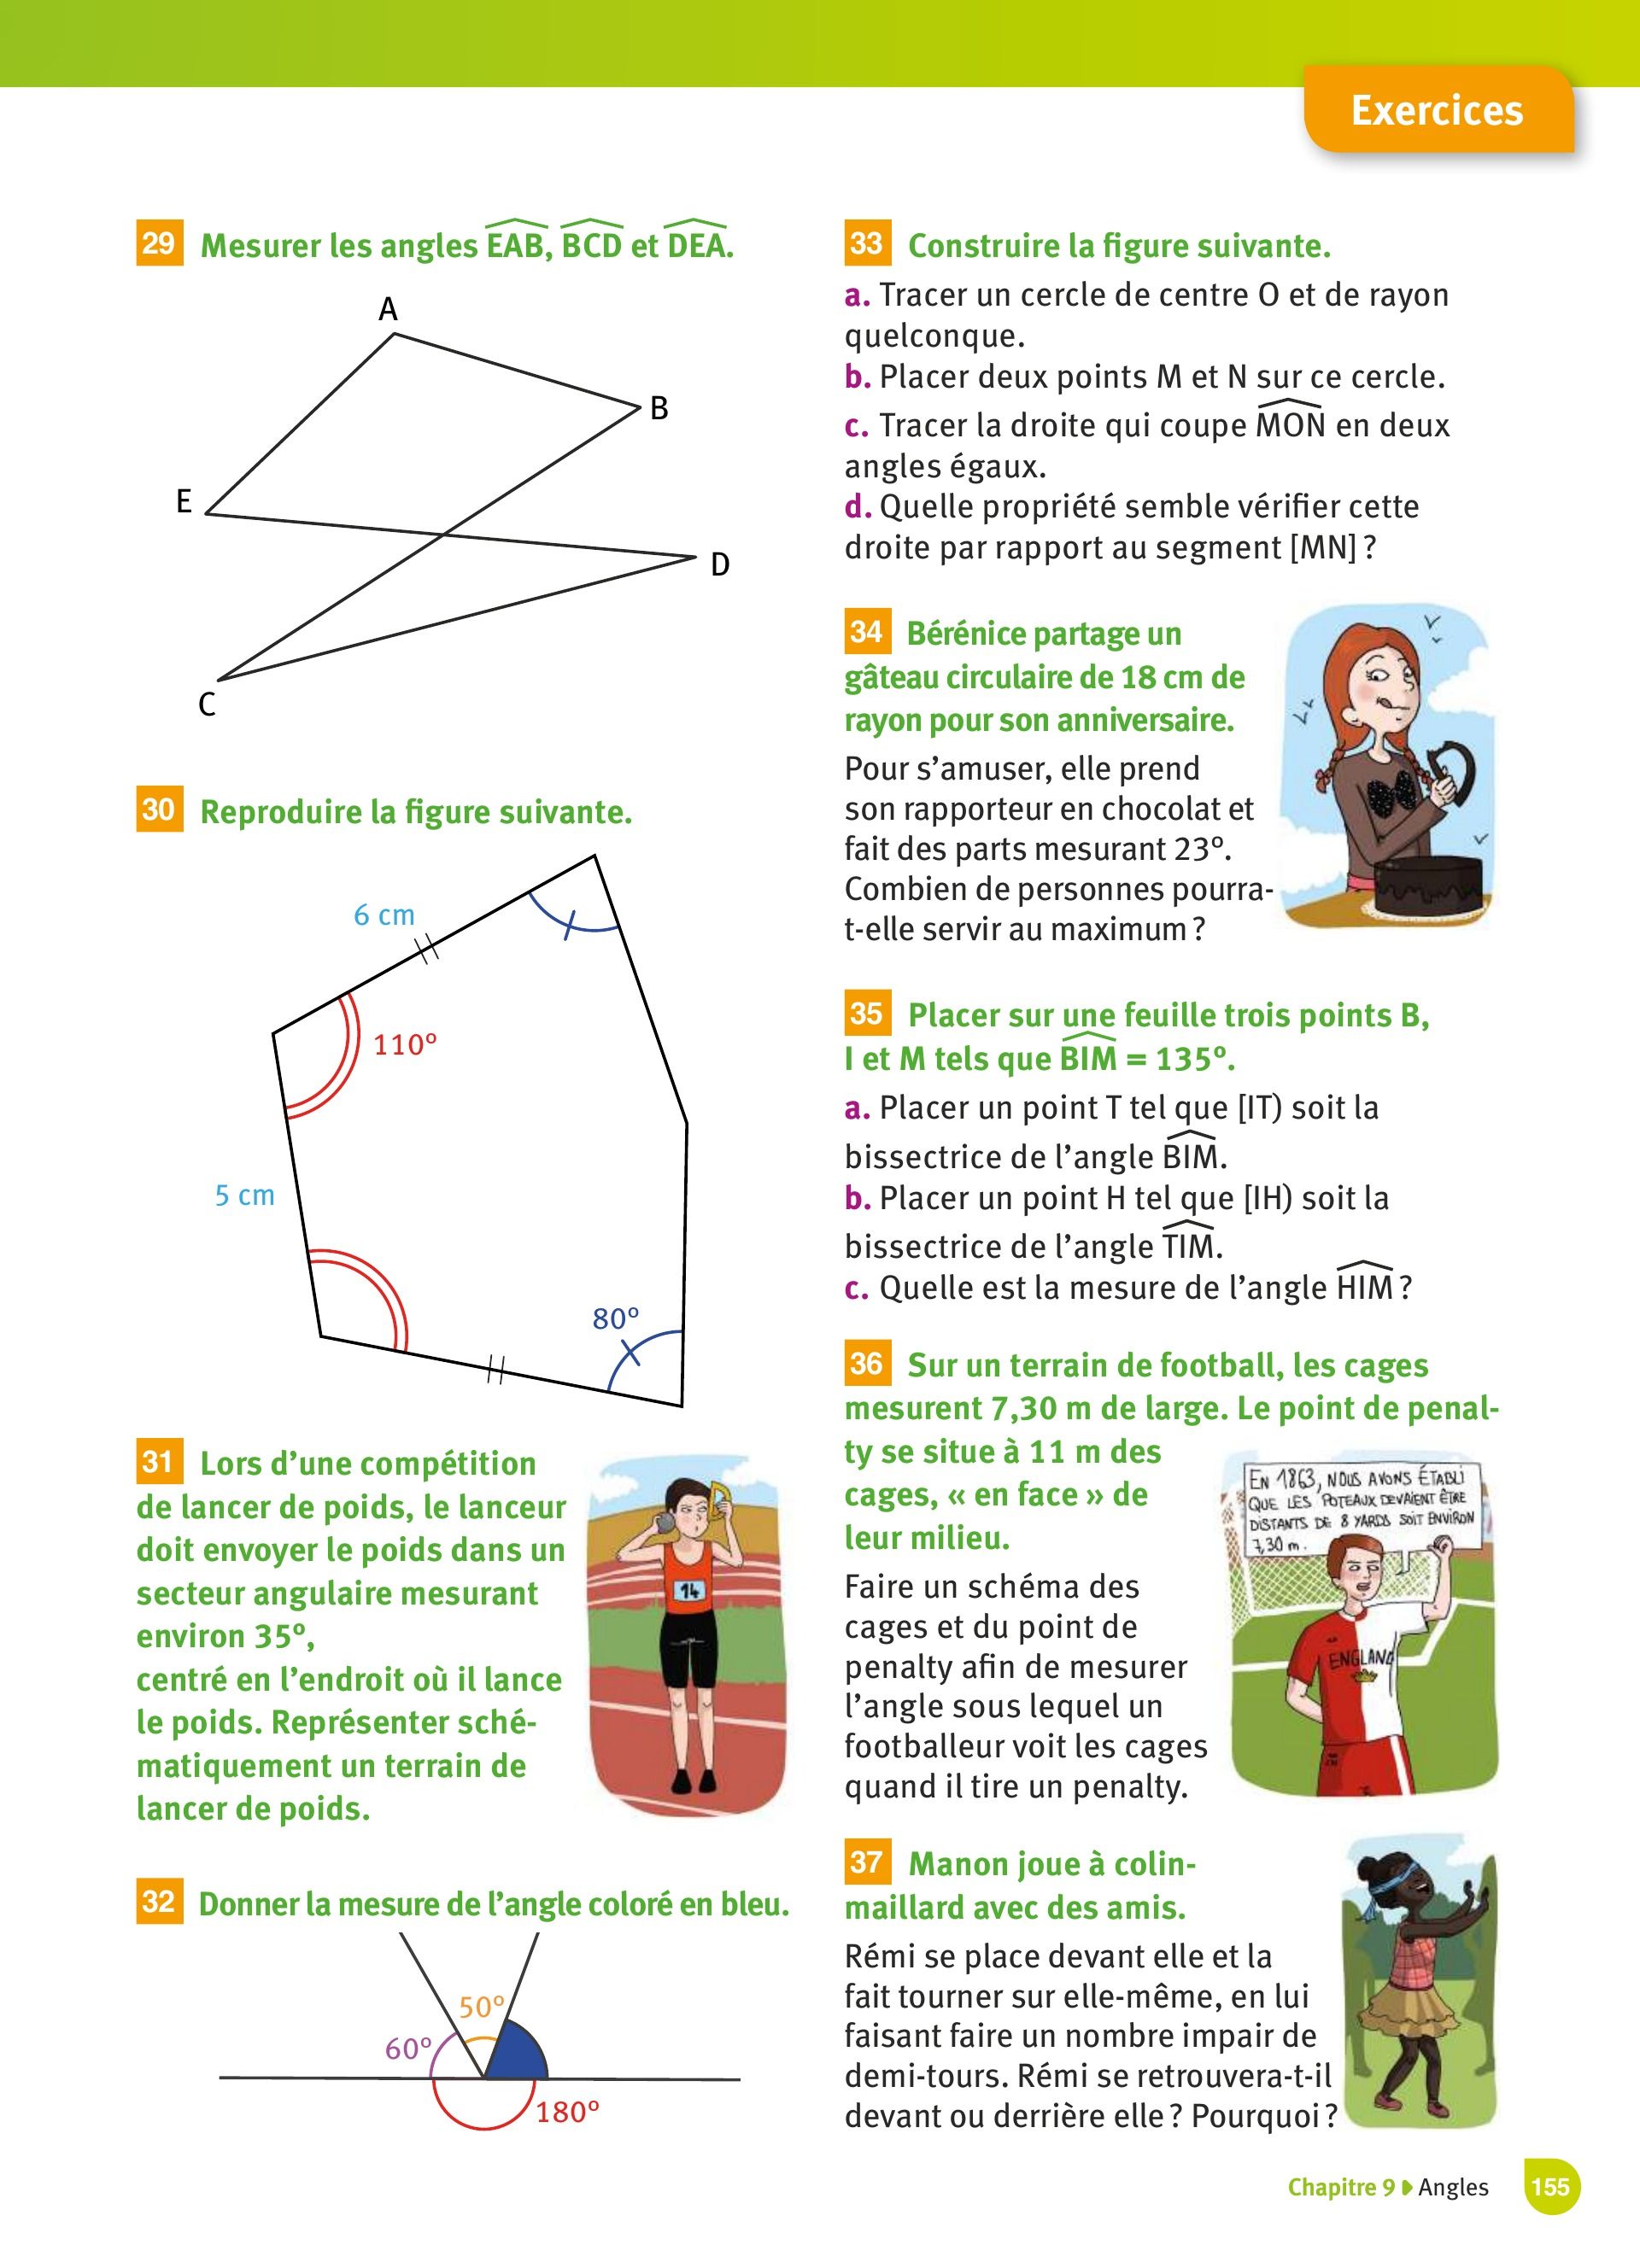 Exercices
29 Mesurer les angles EAB, BCD et DEA.
A
B
E
D
C
30 Reproduire la figure suivante.
6 cm
110°
5 cm
80°
31 Lors d’une compétition
de lancer de poids, le lanceur
doit envoyer le poids dans un
secteur angulaire mesurant
environ 35°,
centré en l’endroit où il lance
le poids. Représenter sché-
matiquement un terrain de
lancer de poids.
14
32 Donner la mesure de l’angle coloré en bleu.
50°
60°
180°
33 Construire la figure suivante.
a. Tracer un cercle de centre O et de rayon
quelconque.
b. Placer deux points M et N sur ce cercle.
c. Tracer la droite qui coupe MON en deux
angles égaux.
d. Quelle propriété semble vérifier cette
droite par rapport au segment [MN] ?
34 Bérénice partage un
gâteau circulaire de 18 cm de
rayon pour son anniversaire.
Pour s’amuser, elle prend
son rapporteur en chocolat et
fait des parts mesurant 23°.
Combien de personnes pourra-
t-elle servir au maximum ?
35 Placer sur une feuille trois points B,
I et M tels que BIM = 135°.
a. Placer un point T tel que [IT) soit la
bissectrice de l’angle BIM.
b. Placer un point H tel que [IH) soit la
bissectrice de l’angle TIM.
c. Quelle est la mesure de l’angle HIM ?
36 Sur un terrain de football, les cages
mesurent 7,30 m de large. Le point de penal-
ty se situe à 11 m des
cages, « en face » de
leur milieu.
Faire un schéma des
cages et du point de
penalty afin de mesurer
l’angle sous lequel un
footballeur voit les cages
quand il tire un penalty.
EN 1863, NOUS AVONS ÉTABLI
QUE LES POTEAUX DEVAIENT ÊTRE
DISTANTS DE 8 YARDS SOIT ENVIRON
7,30 m.
ENGLAND
37 Manon joue à colin-
maillard avec des amis.
Rémi se place devant elle et la
fait tourner sur elle-même, en lui
faisant faire un nombre impair de
demi-tours. Rémi se retrouvera-t-il
devant ou derrière elle ? Pourquoi ?
Chapitre 9 Angles 155